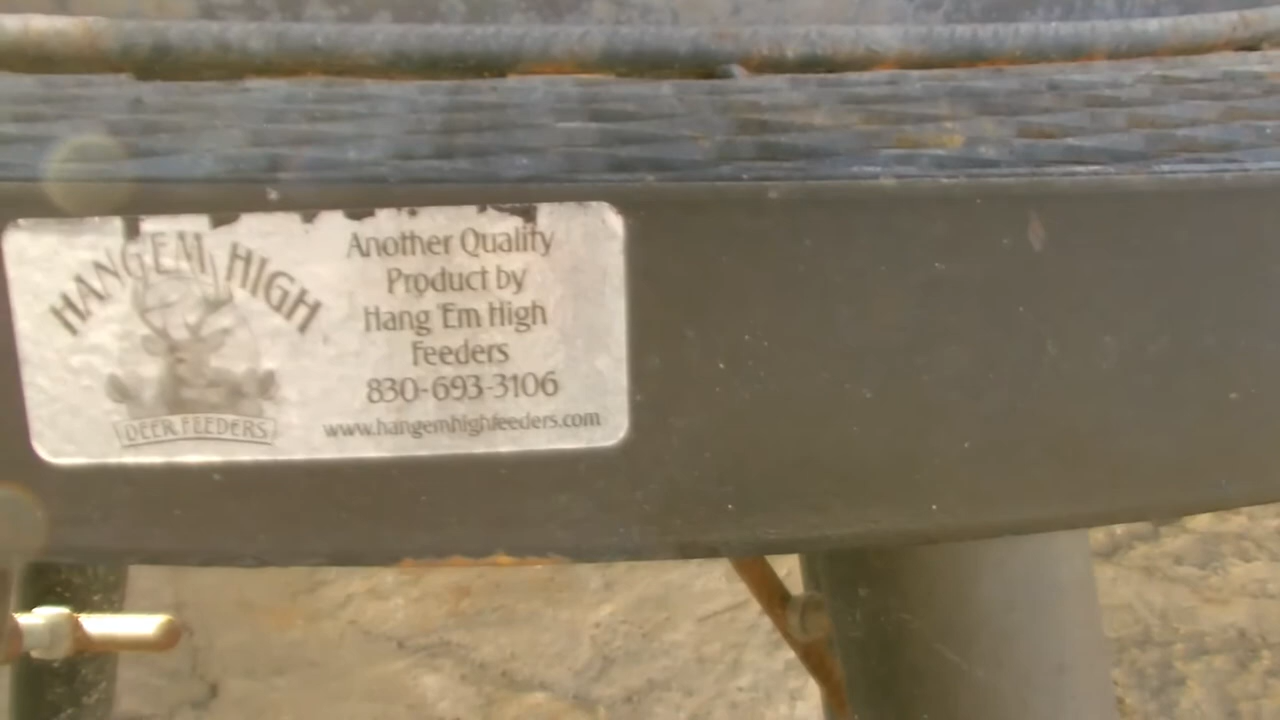 HANG EM HIGH
DEER FEEDERS
Another Quality
Product by
Hang 'Em High
Feeders
830-693-3106
www.hangemhighfeeders.com